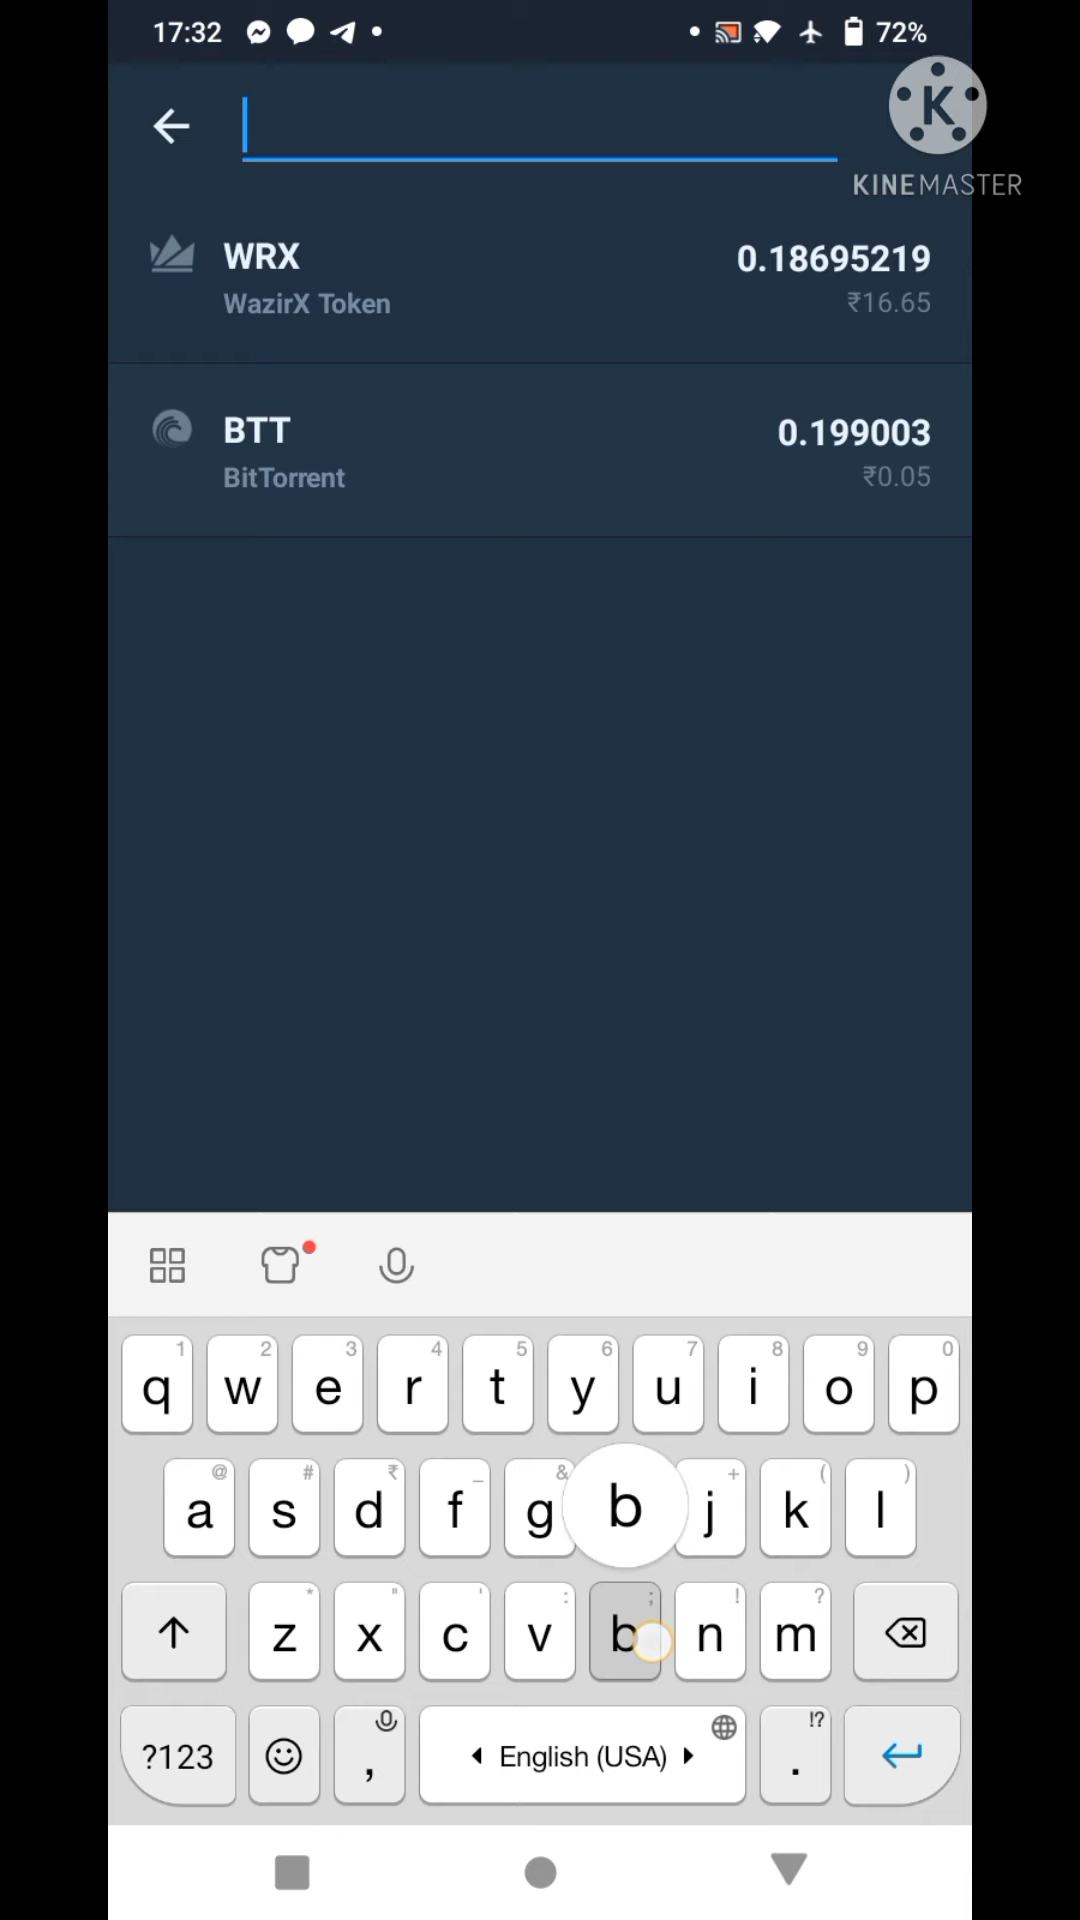 17:32 72%
K
KINEMASTER
WRX 0.18695219
WazirX Token ₹16.65
BTT 0.199003
BitTorrent ₹0.05
1 2 3 4 5 6 7 8 9 0
q w e r t y u i o p
@ # ₹ _ & + ( )
a s d f g b j k l
* " ' : ; ! ?
z x c v b n m
!?
?123 , English (USA) .